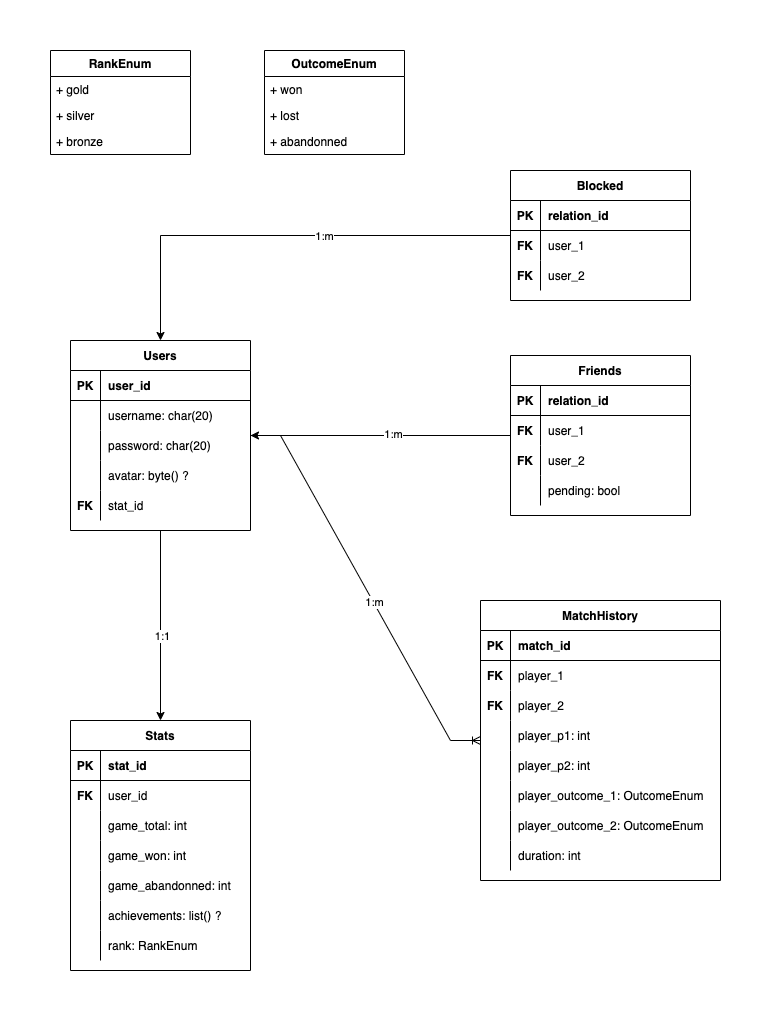 RankEnum
+ gold
+ silver
+ bronze
OutcomeEnum
+ won
+ lost
+ abandonned
Blocked
PK relation_id
FK user_1
FK user_2
1:m
Users
PK user_id
username: char(20)
password: char(20)
avatar: byte() ?
FK stat_id
1:m
Friends
PK relation_id
FK user_1
FK user_2
pending: bool
1:m
1:1
MatchHistory
PK match_id
FK player_1
FK player_2
player_p1: int
player_p2: int
player_outcome_1: OutcomeEnum
player_outcome_2: OutcomeEnum
duration: int
Stats
PK stat_id
FK user_id
game_total: int
game_won: int
game_abandonned: int
achievements: list() ?
rank: RankEnum